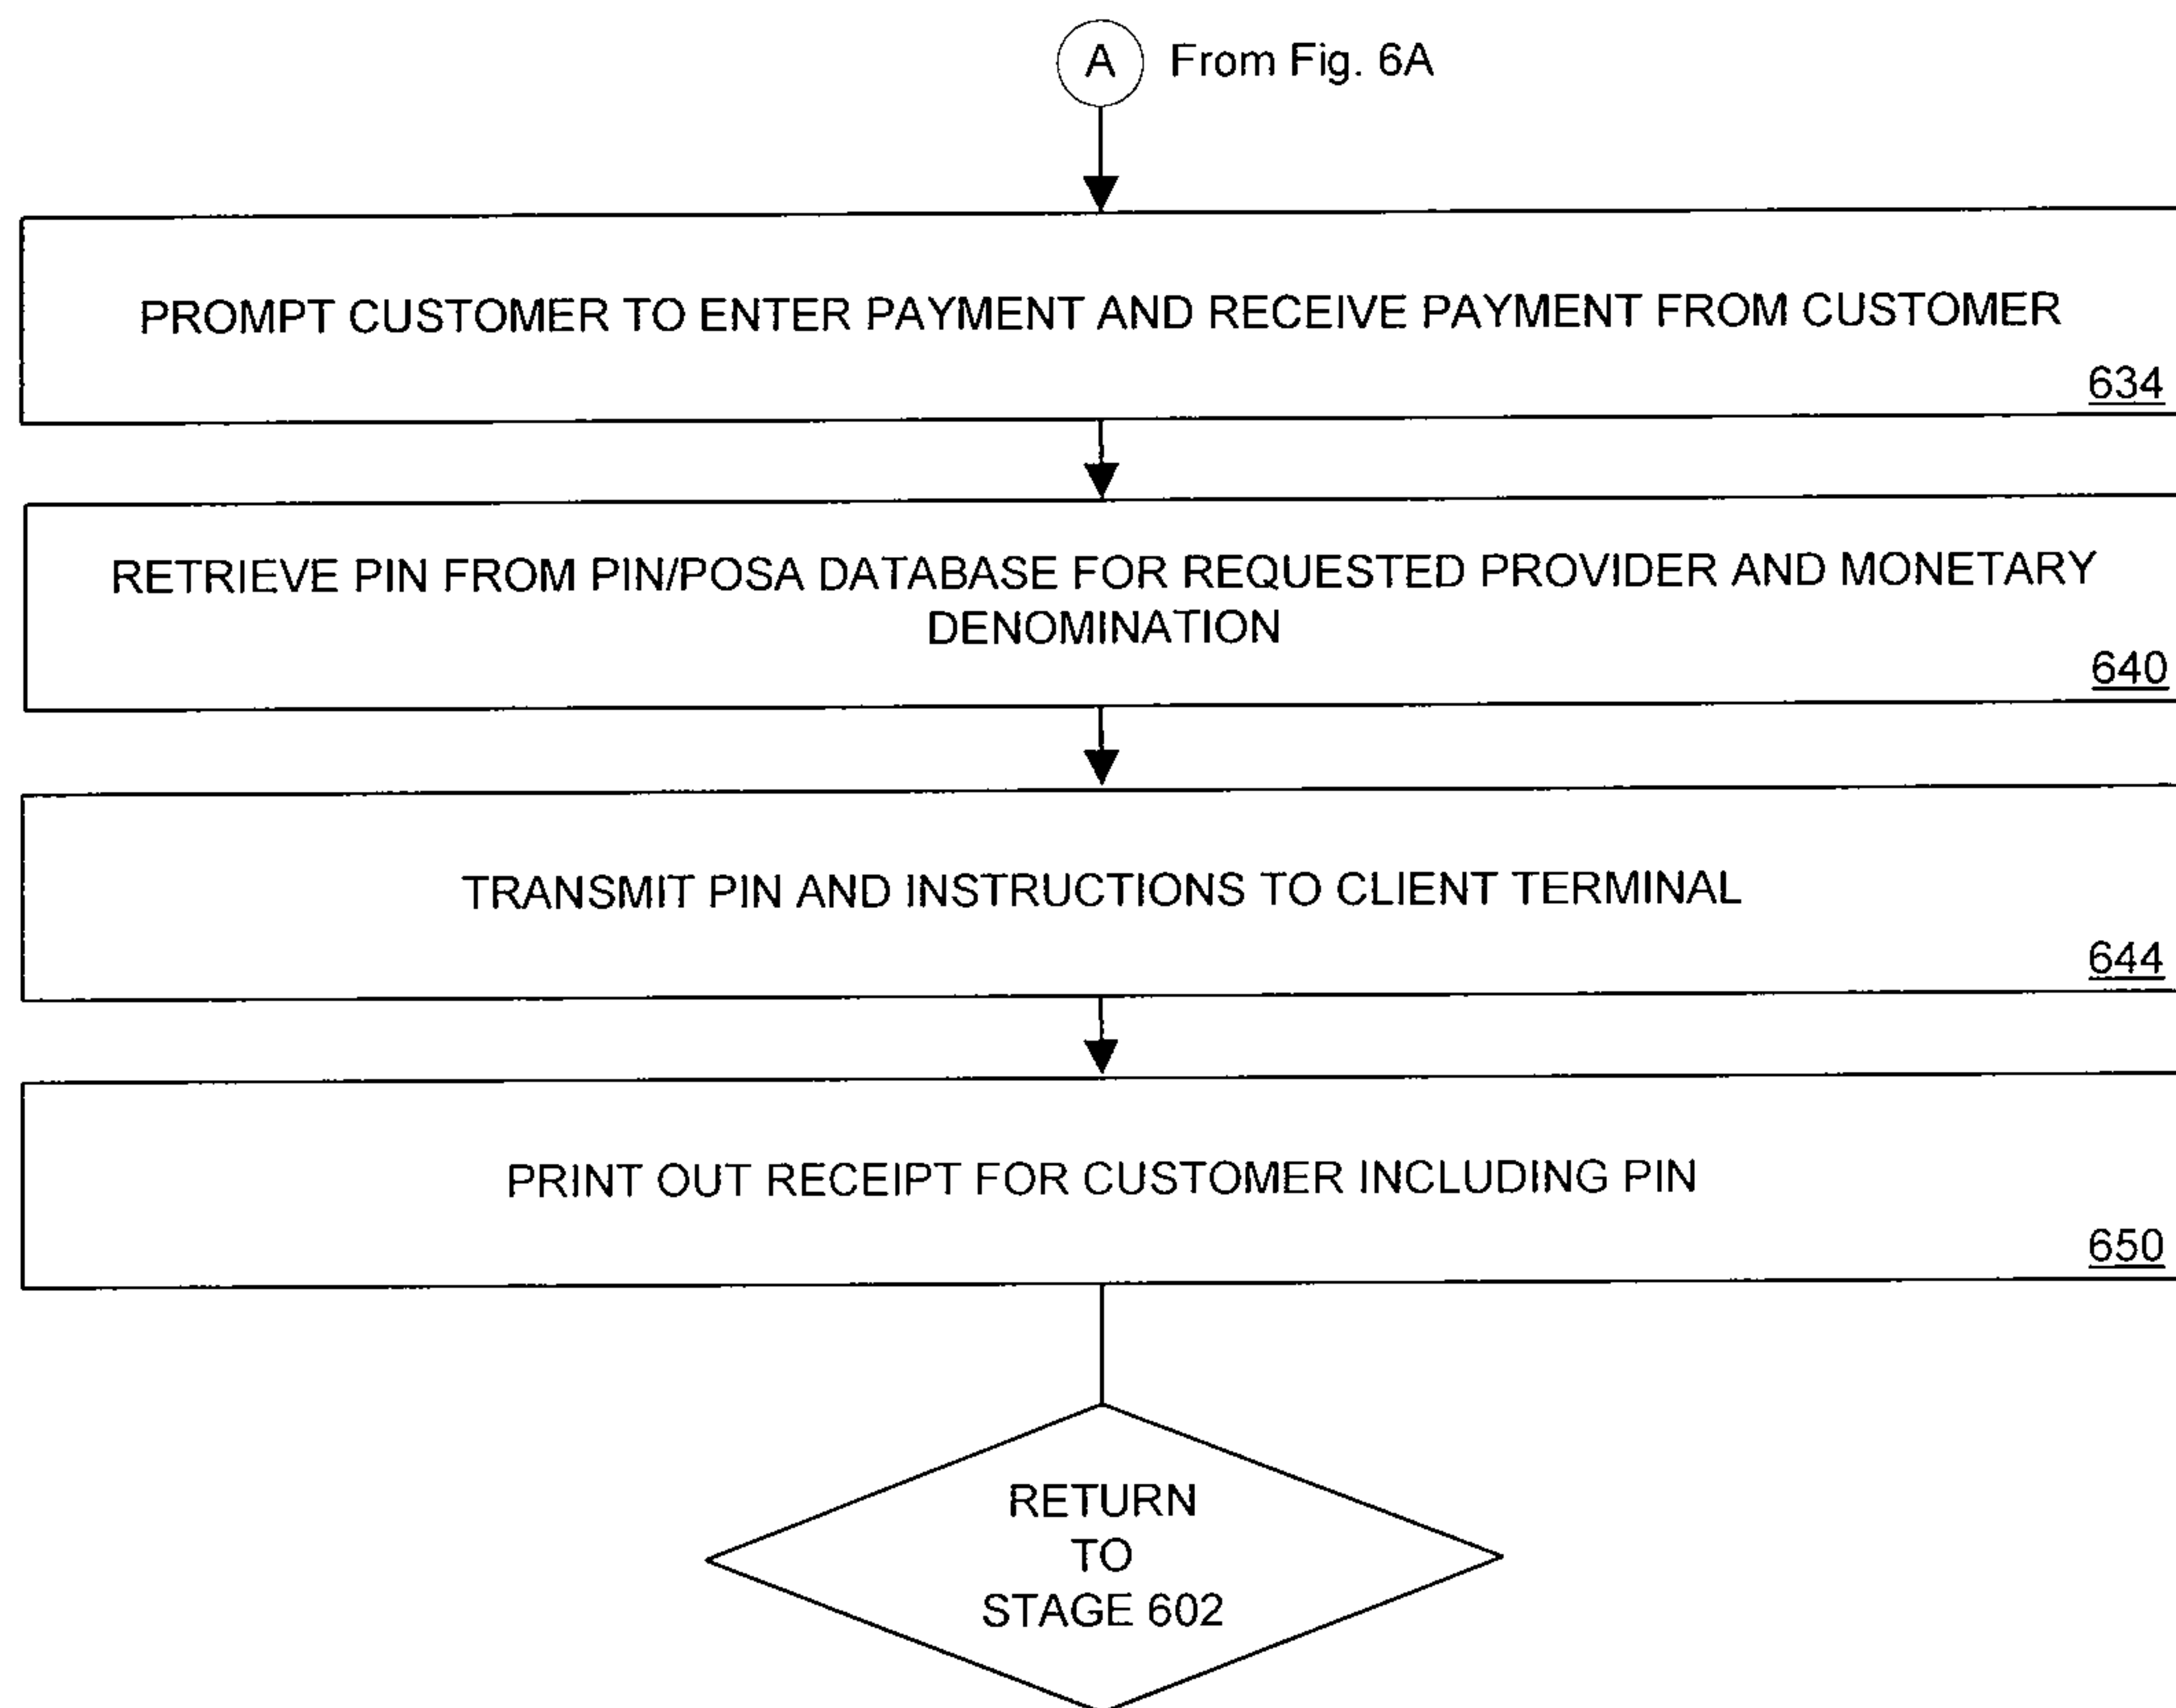 A From Fig. 6A
PROMPT CUSTOMER TO ENTER PAYMENT AND RECEIVE PAYMENT FROM CUSTOMER
634
RETRIEVE PIN FROM PIN/POSA DATABASE FOR REQUESTED PROVIDER AND MONETARY
DENOMINATION
640
TRANSMIT PIN AND INSTRUCTIONS TO CLIENT TERMINAL
644
PRINT OUT RECEIPT FOR CUSTOMER INCLUDING PIN
650
RETURN
TO
STAGE 602